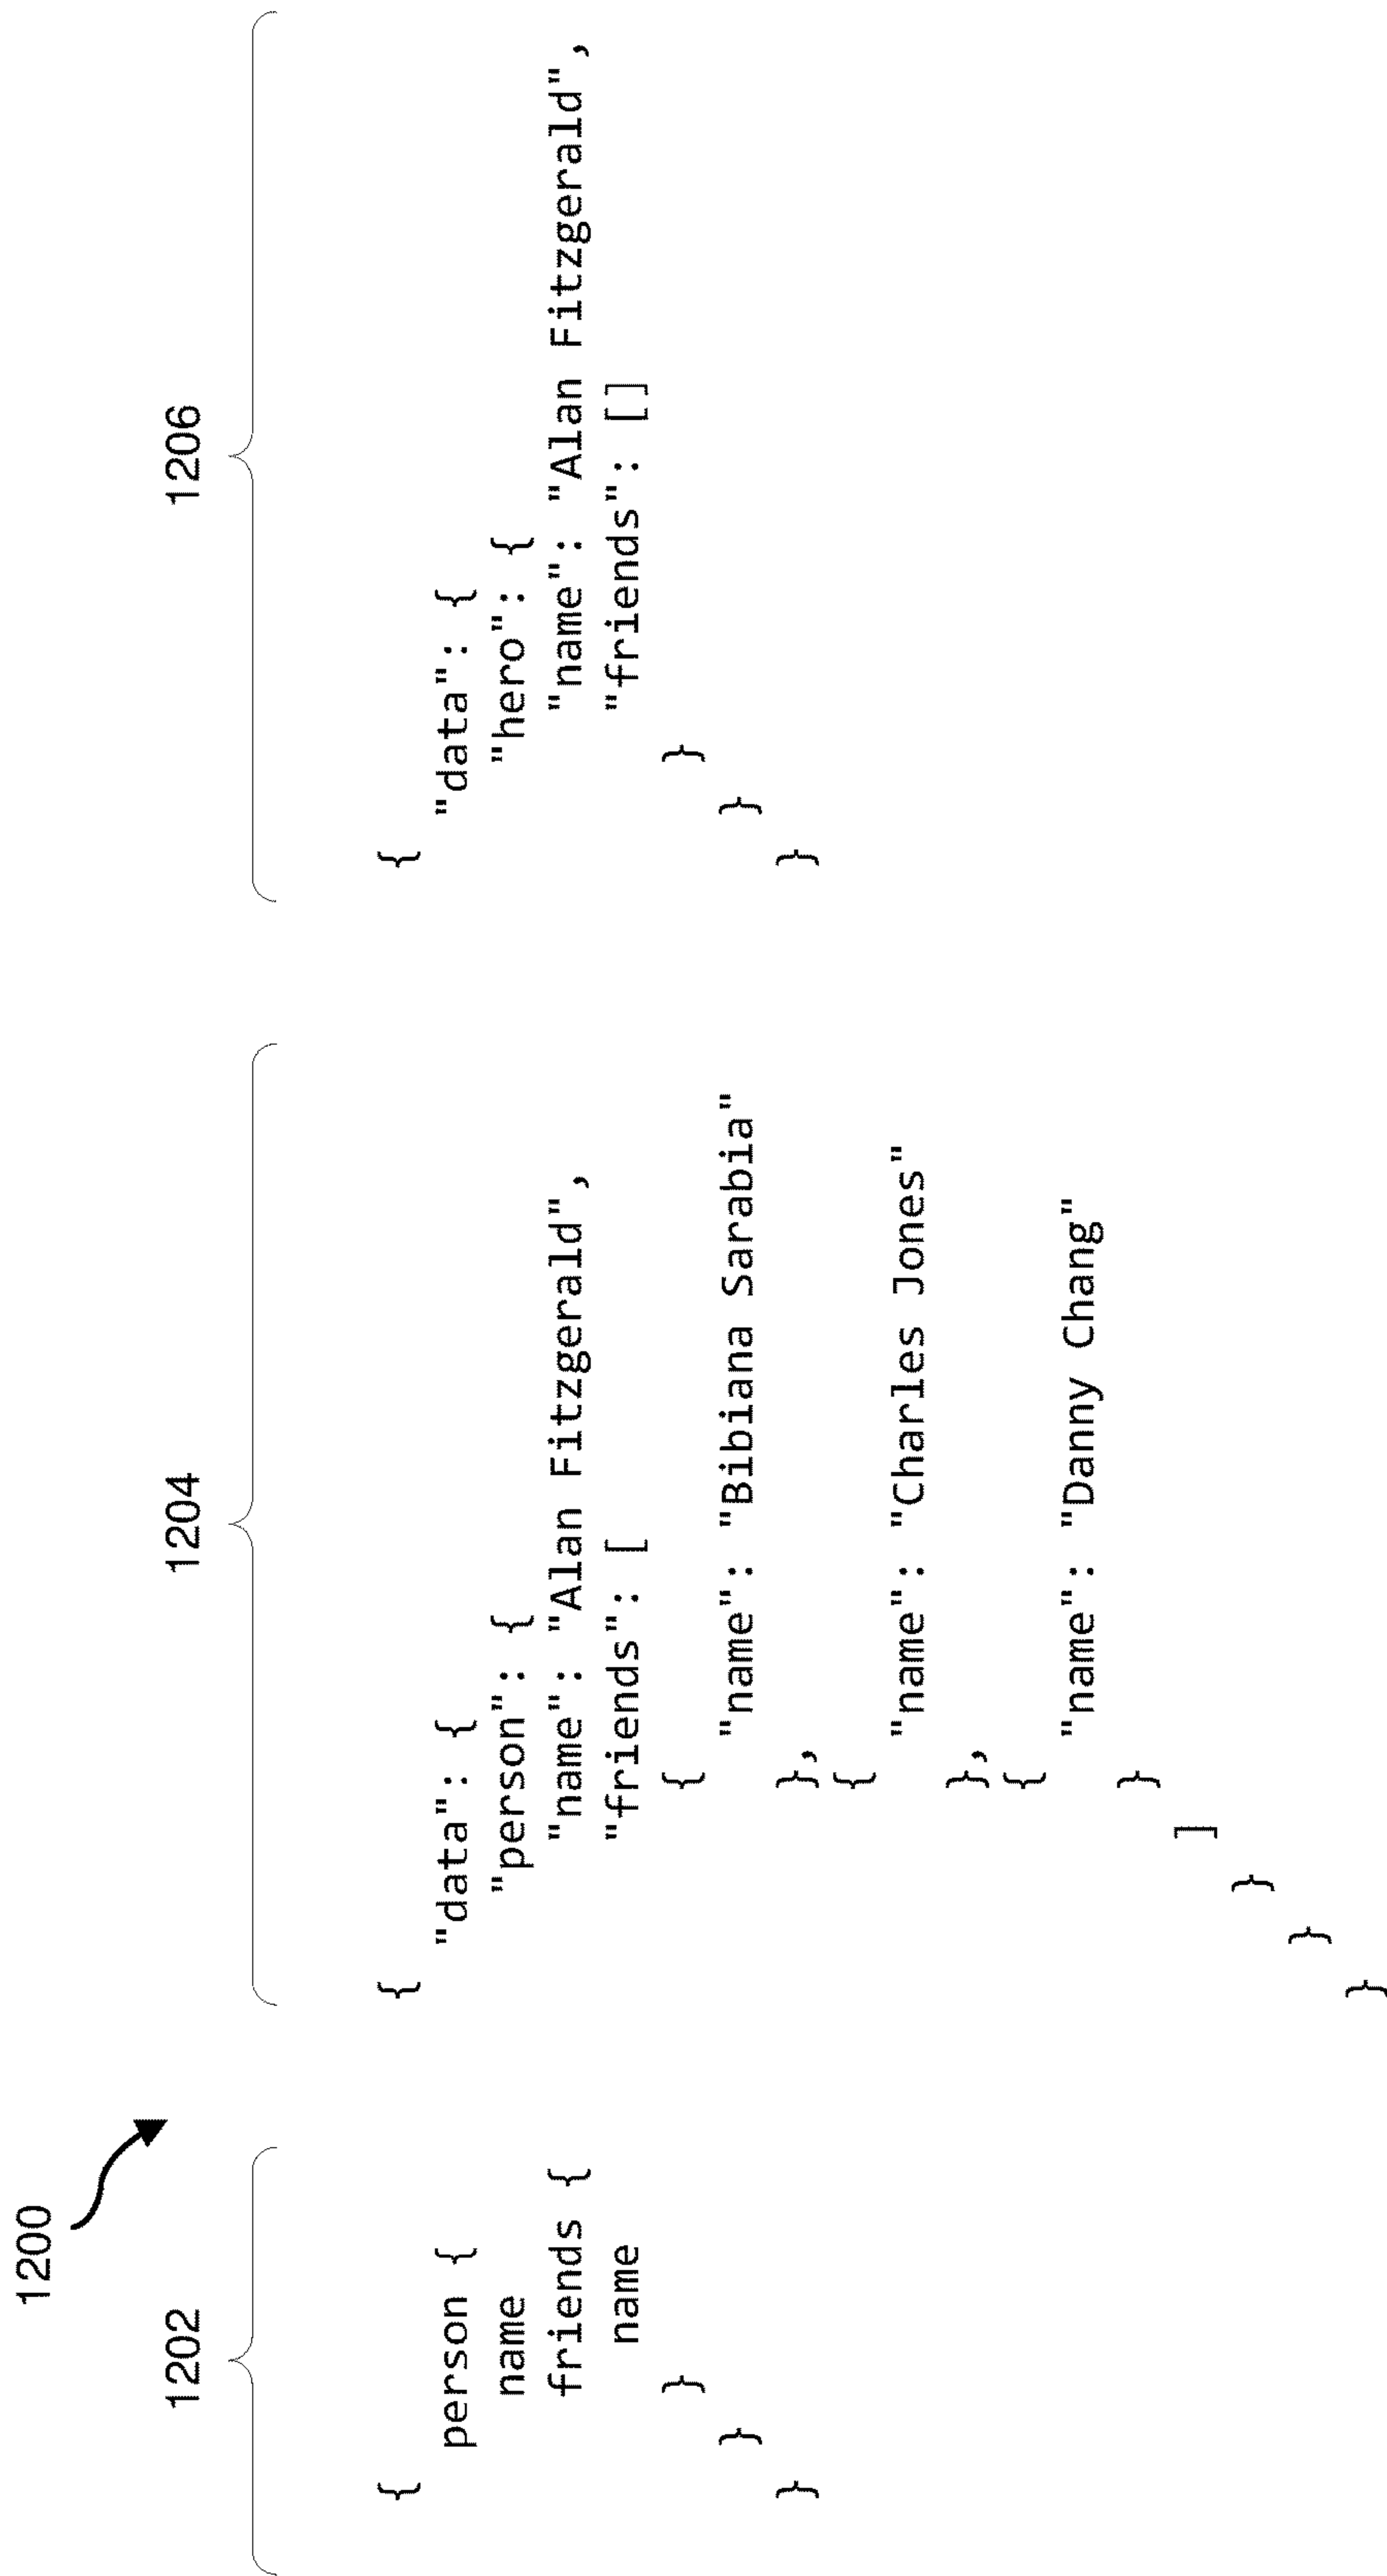 1200
1202
{
  person {
    name
    friends {
      name
    }
  }
}
1204
{
  "data": {
    "person": {
      "name": "Alan Fitzgerald",
      "friends": [
        {
          "name": "Bibiana Sarabia"
        },
        {
          "name": "Charles Jones"
        },
        {
          "name": "Danny Chang"
        }
      ]
    }
  }
}
1206
{
  "data": {
    "hero": {
      "name": "Alan Fitzgerald",
      "friends": []
    }
  }
}